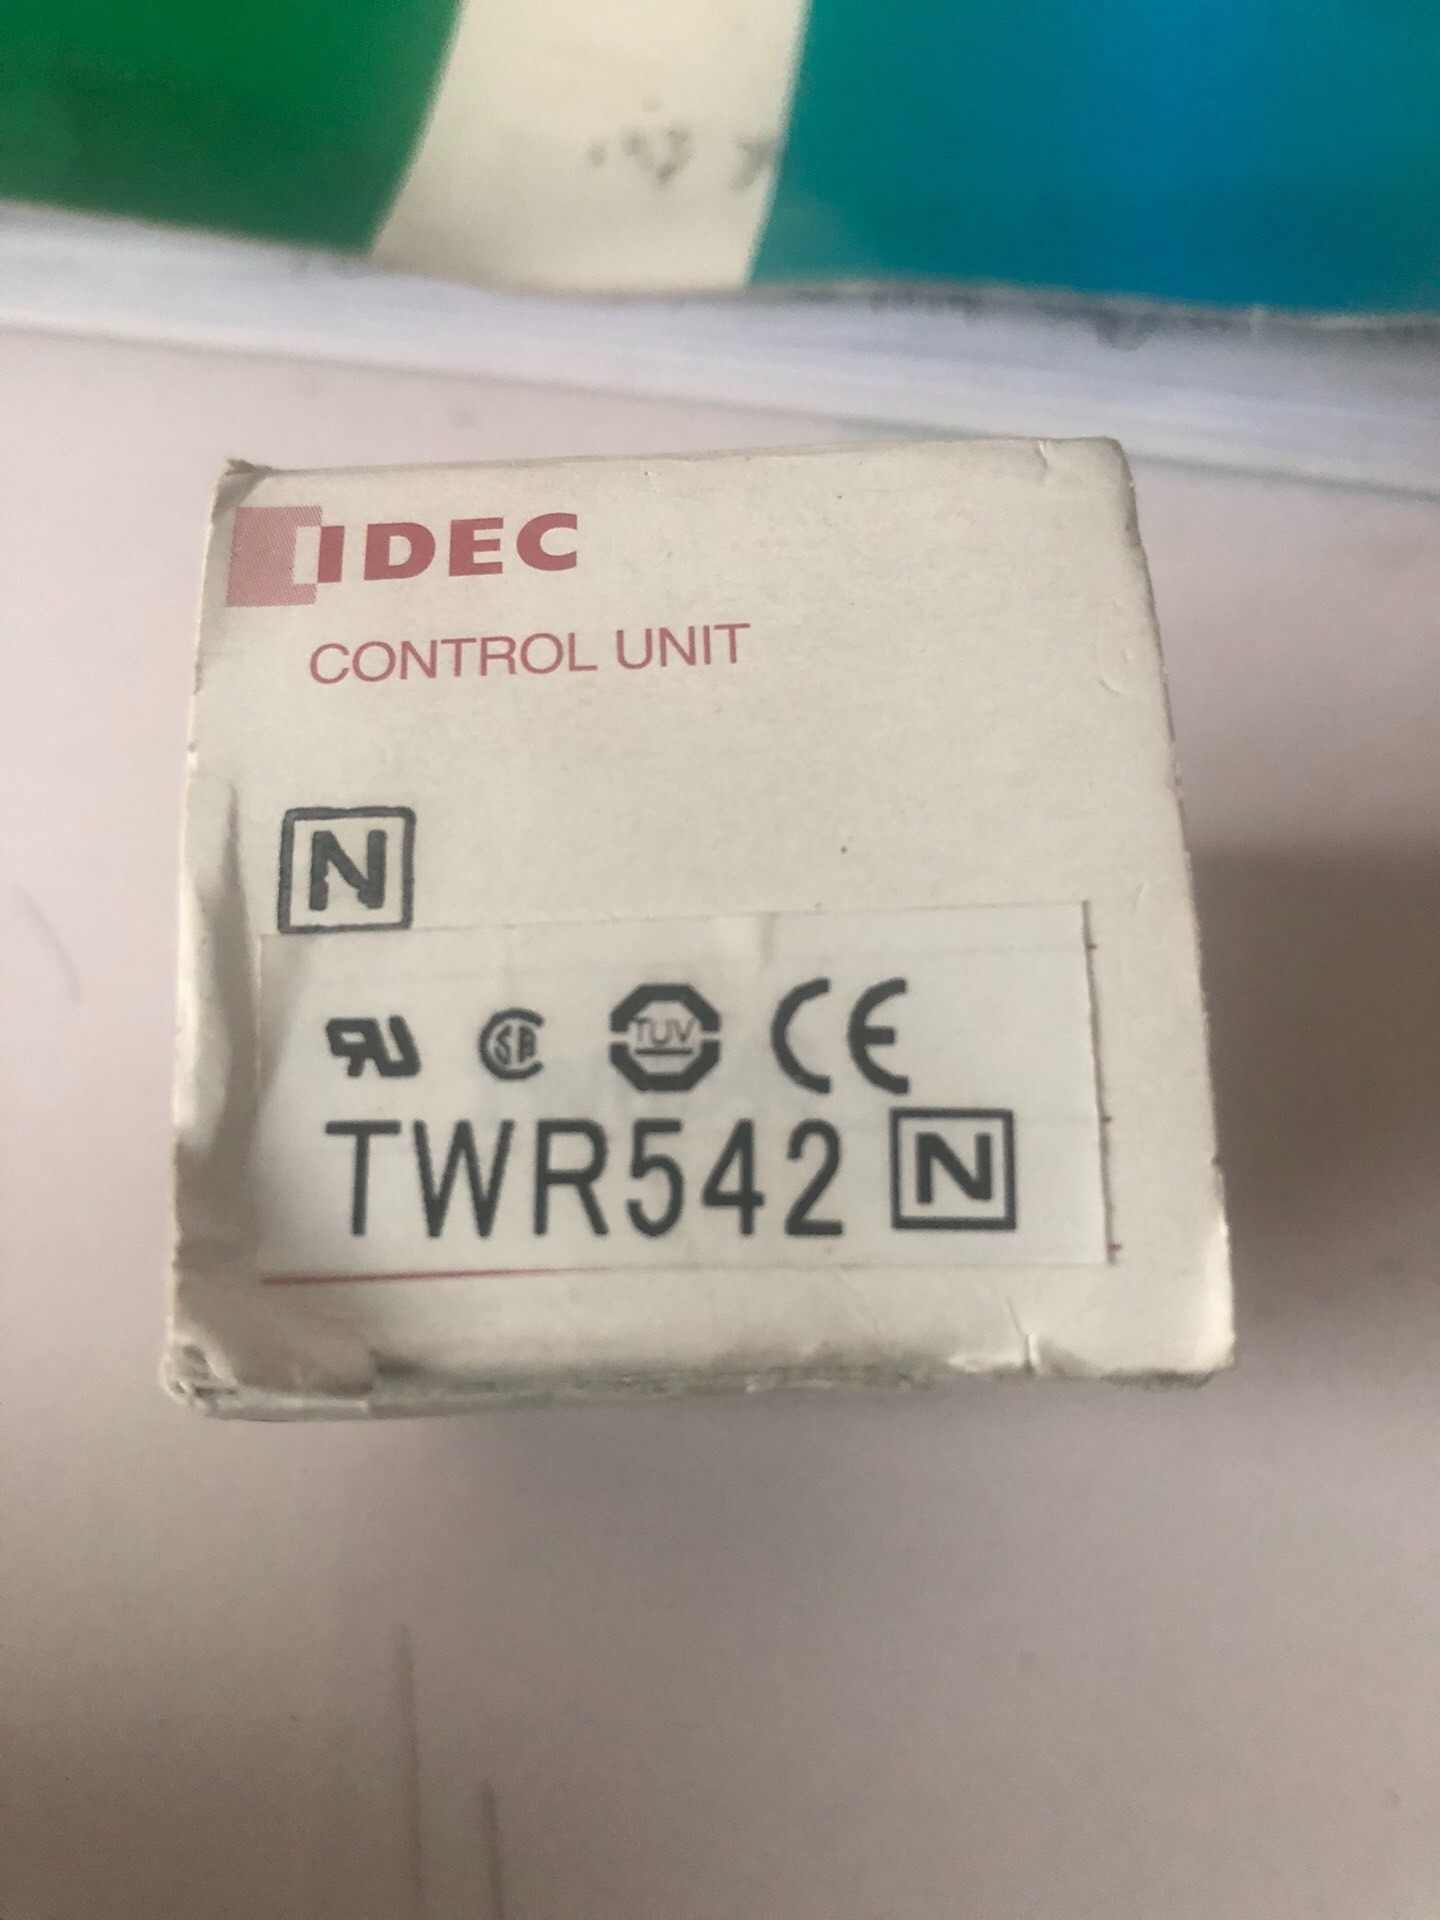 IDEC
CONTROL UNIT
N
TUV CE
TWR542 N